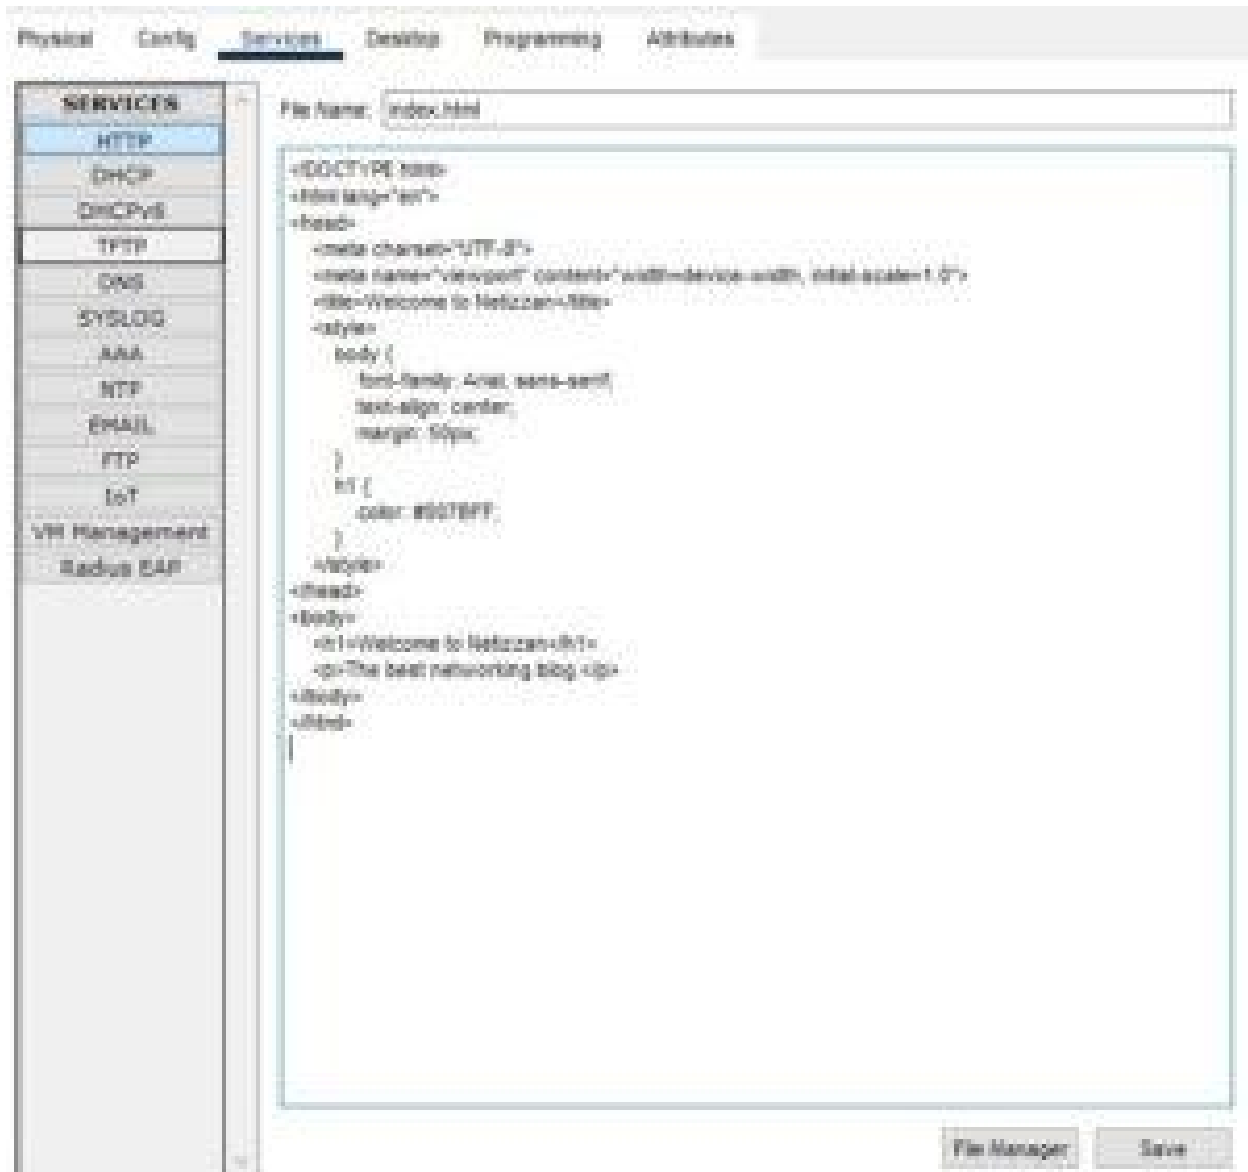 Physical Config Services Desktop Programming Attributes
SERVICES
HTTP
DHCP
DHCPv6
TFTP
DNS
SYSLOG
AAA
NTP
EMAIL
FTP
IoT
VM Management
Radius EAP
File Name: index.html
<!DOCTYPE html>
<html lang="en">
<head>
<meta charset="UTF-8">
<meta name="viewport" content="width=device-width, initial-scale=1.0">
<title>Welcome to Netizzan</title>
<style>
body {
font-family: Arial, sans-serif;
text-align: center;
margin: 50px;
}
h1 {
color: #007BFF;
}
</style>
</head>
<body>
<h1>Welcome to Netizzan</h1>
<p>The best networking blog </p>
</body>
</html>
File Manager Save